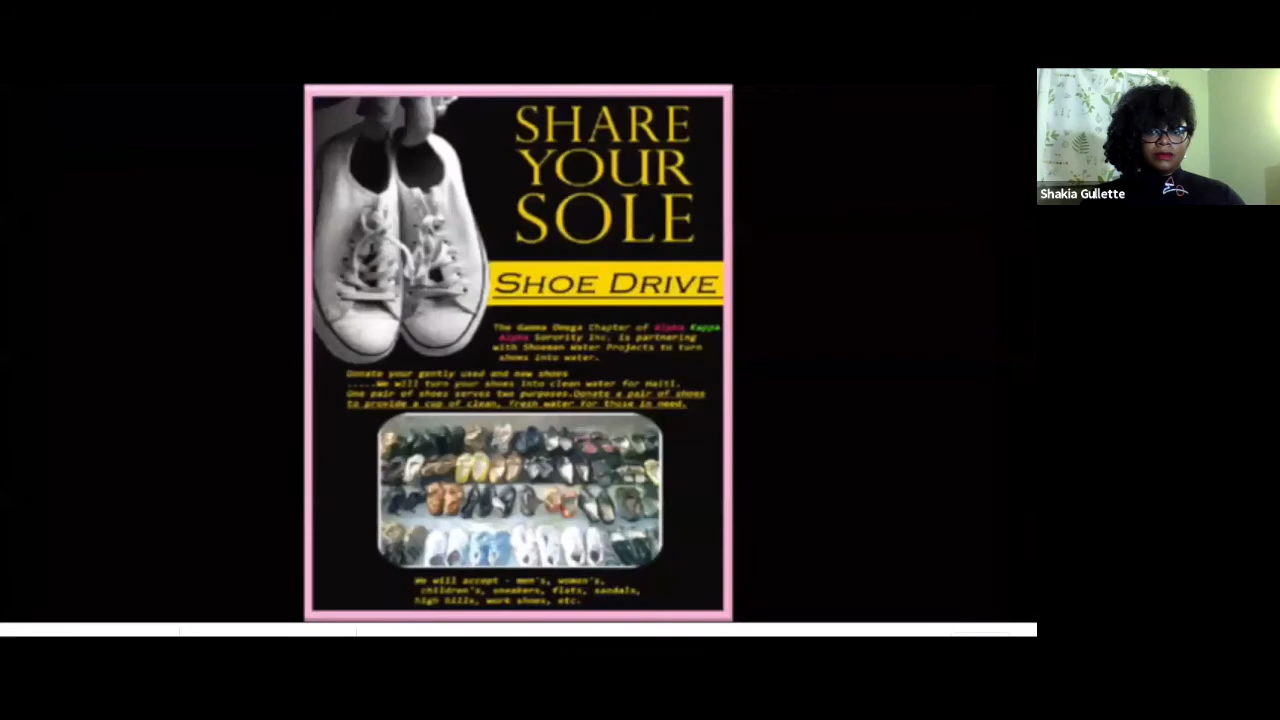 SHARE
YOUR
SOLE
SHOE DRIVE
The Gamma Omega Chapter of Alpha Kappa
Alpha Sorority Inc. is partnering
with Shoeman Water Projects to turn
shoes into water.
Donate your gently used and new shoes
.....We will turn your shoes into clean water for Haiti.
One pair of shoes serves two purposes.Donate a pair of shoes
to provide a cup of clean, fresh water for those in need.
We will accept - men's, women's,
children's, sneakers, flats, sandals,
high hills, work shoes, etc.
Shakia Gullette